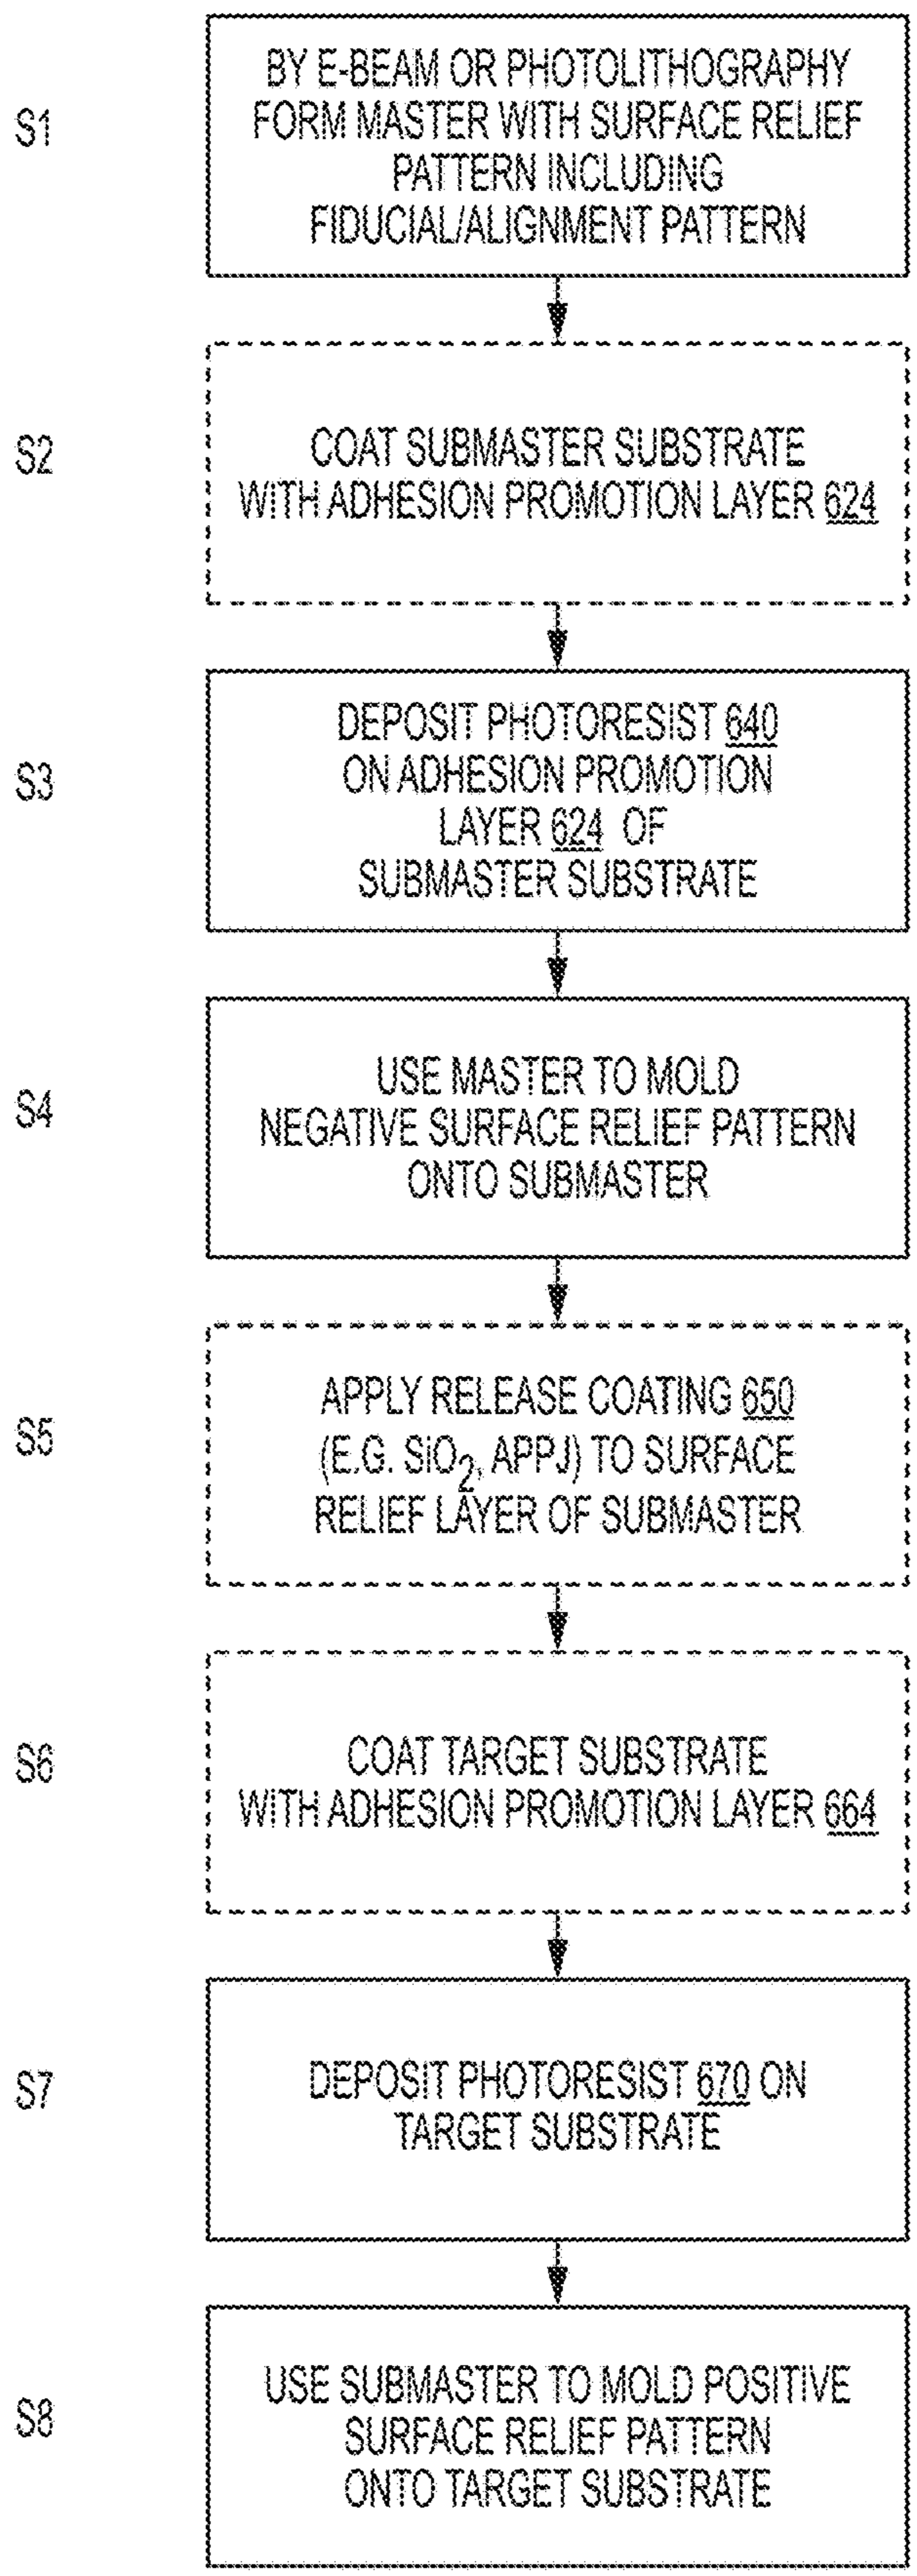 S1
BY E-BEAM OR PHOTOLITHOGRAPHY
FORM MASTER WITH SURFACE RELIEF
PATTERN INCLUDING
FIDUCIAL/ALIGNMENT PATTERN
S2
COAT SUBMASTER SUBSTRATE
WITH ADHESION PROMOTION LAYER 624
S3
DEPOSIT PHOTORESIST 640
ON ADHESION PROMOTION
LAYER 624 OF
SUBMASTER SUBSTRATE
S4
USE MASTER TO MOLD
NEGATIVE SURFACE RELIEF PATTERN
ONTO SUBMASTER
S5
APPLY RELEASE COATING 650
(E.G. SiO2, APPJ) TO SURFACE
RELIEF LAYER OF SUBMASTER
S6
COAT TARGET SUBSTRATE
WITH ADHESION PROMOTION LAYER 664
S7
DEPOSIT PHOTORESIST 670 ON
TARGET SUBSTRATE
S8
USE SUBMASTER TO MOLD POSITIVE
SURFACE RELIEF PATTERN
ONTO TARGET SUBSTRATE